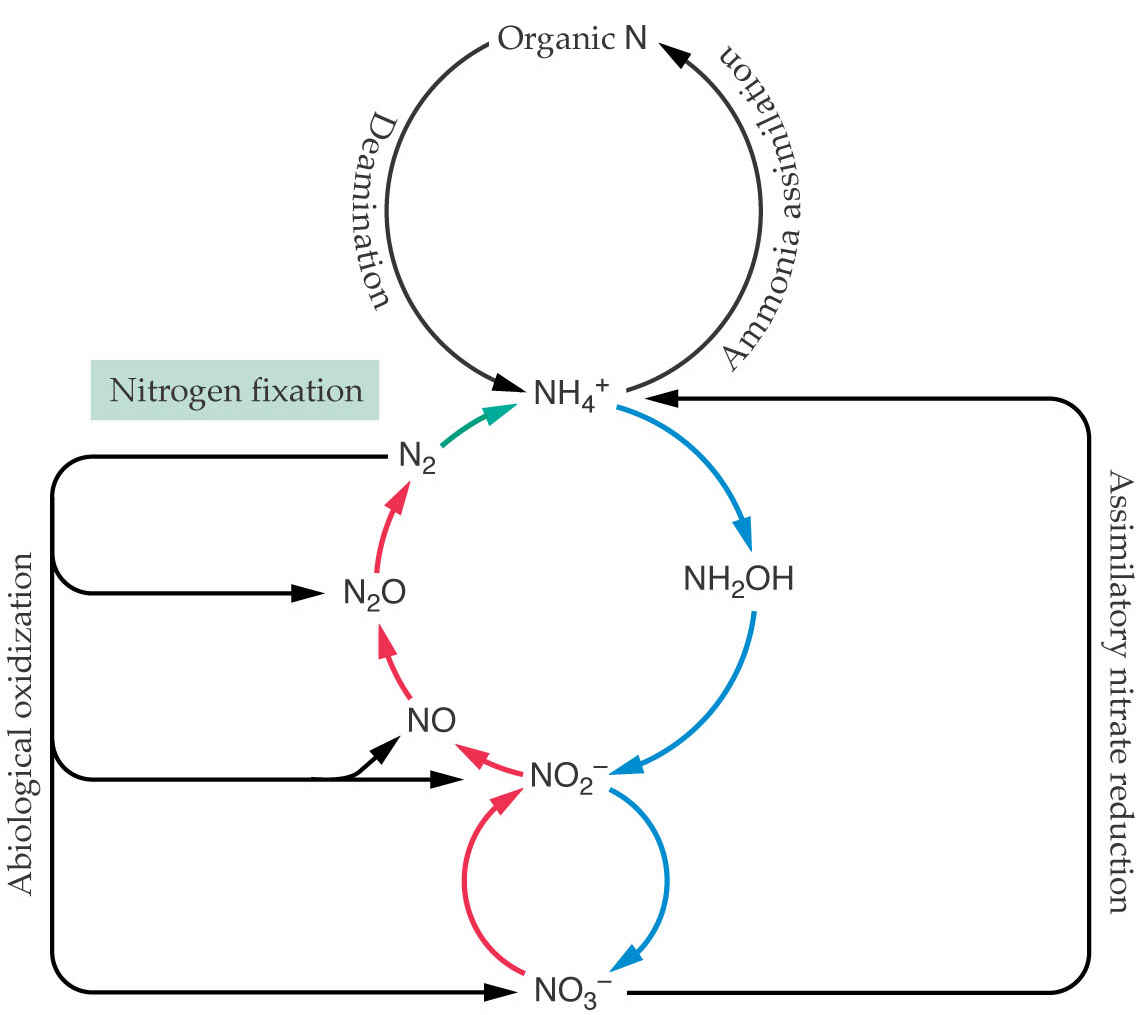 Organic N
Deamination
Ammonia assimilation
Nitrogen fixation
NH₄⁺
N₂
N₂O
NH₂OH
NO
NO₂⁻
NO₃⁻
Abiological oxidization
Assimilatory nitrate reduction